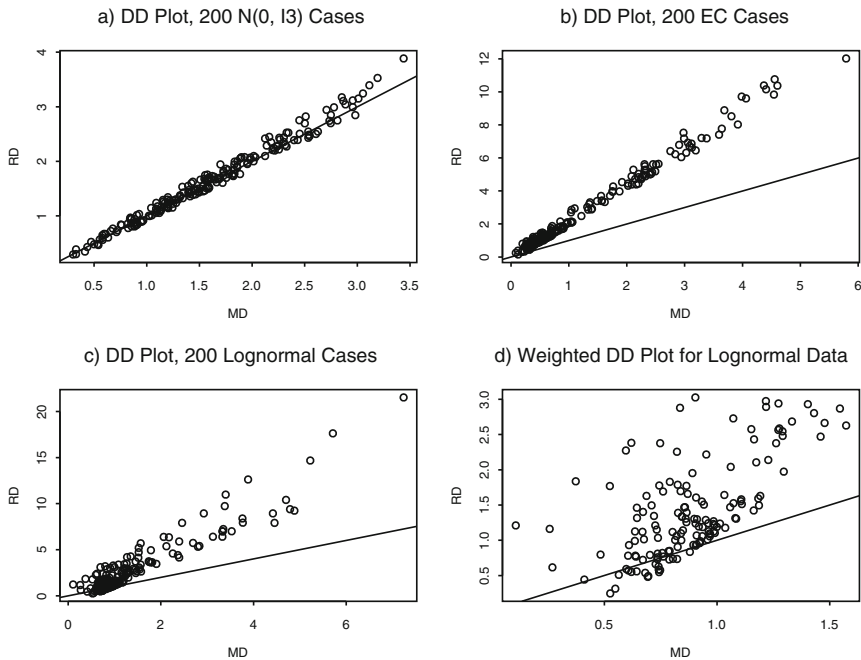 a) DD Plot, 200 N(0, I3) Cases
4
3
2
1
RD
0.5 1.0 1.5 2.0 2.5 3.0 3.5
MD
b) DD Plot, 200 EC Cases
12
10
8
6
4
2
0
RD
0 1 2 3 4 5 6
MD
c) DD Plot, 200 Lognormal Cases
20
15
10
5
0
RD
0 2 4 6
MD
d) Weighted DD Plot for Lognormal Data
3.0
2.5
2.0
1.5
1.0
0.5
RD
0.5 1.0 1.5
MD